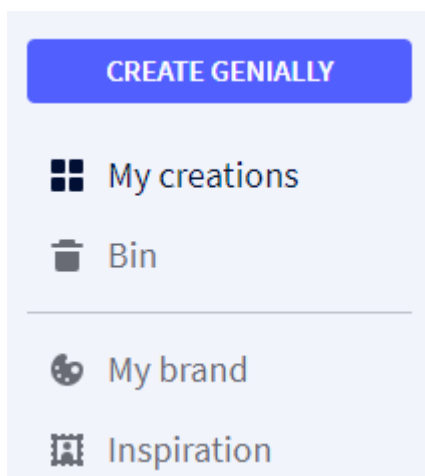 CREATE GENIALLY
My creations
Bin
My brand
Inspiration